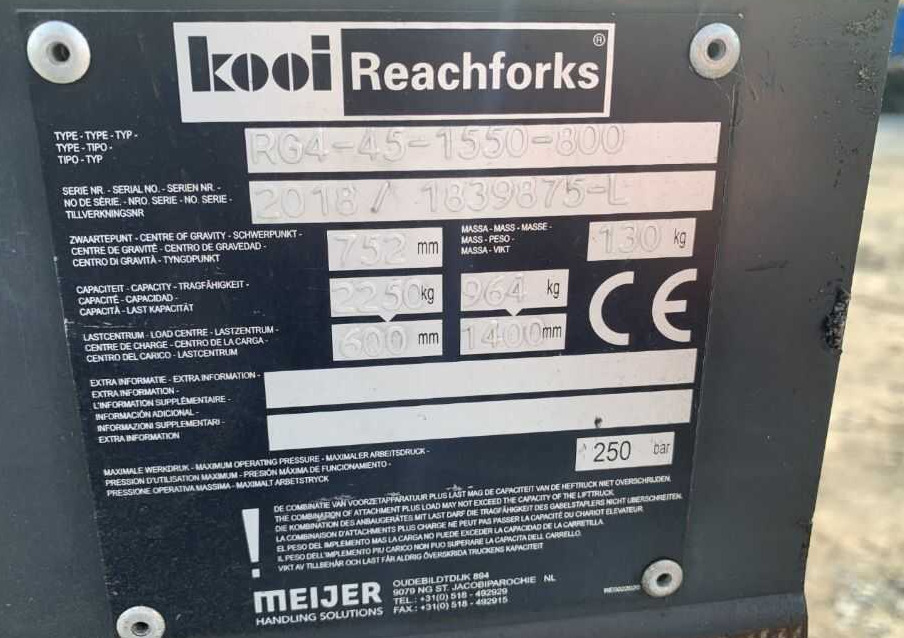 kooi Reachforks®
TYPE - TYPE - TYP -
TYPE - TIPO -
TIPO - TYP
RG4-45-1550-800
SERIE NR. - SERIAL NO. - SERIEN NR. -
NO DE SÉRIE. - NRO. SERIE - NO. SERIE -
TILLVERKNINGSNR
2018 / 1839875-L
ZWAARTEPUNT - CENTRE OF GRAVITY - SCHWERPUNKT -
CENTRE DE GRAVITÉ - CENTRO DE GRAVEDAD -
CENTRO DI GRAVITÀ - TYNGDPUNKT
752 mm
MASSA - MASS - MASSE -
MASS - PESO -
MASSA - VIKT
130 kg
CAPACITEIT - CAPACITY - TRAGFÄHIGKEIT -
CAPACITÉ - CAPACIDAD -
CAPACITÀ - LAST KAPACITÄT
2250 kg 964 kg
CE
LASTCENTRUM - LOAD CENTRE - LASTZENTRUM -
CENTRE DE CHARGE - CENTRO DE LA CARGA -
CENTRO DEL CARICO - LASTCENTRUM
600 mm 1400 mm
EXTRA INFORMATIE - EXTRA INFORMATION -
EXTRA INFORMATION -
L'INFORMATION SUPPLÉMENTAIRE -
INFORMACIÓN ADICIONAL -
INFORMAZIONI SUPPLEMENTARI -
EXTRA INFORMATION
MAXIMALE WERKDRUK - MAXIMUM OPERATING PRESSURE - MAXIMALER ARBEITSDRUCK -
PRESSION D'UTILISATION MAXIMUM - PRESIÓN MÁXIMA DE FUNCIONAMIENTO -
PRESSIONE OPERATIVA MASSIMA - MAXIMALT ARBETSTRYCK
250 bar
!
DE COMBINATIE VAN VOORZETAPPARATUUR PLUS LAST MAG DE CAPACITEIT VAN DE HEFTRUCK NIET OVERSCHRIJDEN.
THE COMBINATION OF ATTACHMENT PLUS LOAD MAY NOT EXCEED THE CAPACITY OF THE LIFTTRUCK.
DIE KOMBINATION DES ANBAUGERÄTES MIT LAST DARF DIE TRAGFÄHIGKEIT DES GABELSTAPLERS NICHT UBERSCHREITEN.
LA COMBINAISON D'ATTACHMENTS PLUS CHARGE NE PEUT PAS PASSER LA CAPACITÉ DU CHARIOT ELEVATEUR.
EL PESO DEL IMPLEMENTO MAS LA CARGA NO PUEDE EXCEDER LA CAPACIDAD DE LA CARRETILLA.
IL PESO DELL'IMPLEMENTO PIU CARICO NON PUO SUPERARE LA CAPACITA DELL CARRELLO.
VIKT AV TILLBEHÄR OCH LAST FÅR ALDRIG ÖVERSKRIDA TRUCKENS KAPACITÉT
MEIJER
HANDLING SOLUTIONS
OUDEBILDTDIJK 894
9079 NG ST. JACOBIPAROCHIE NL
TEL.: +31(0) 518 - 492929
FAX.: +31(0) 518 - 492915